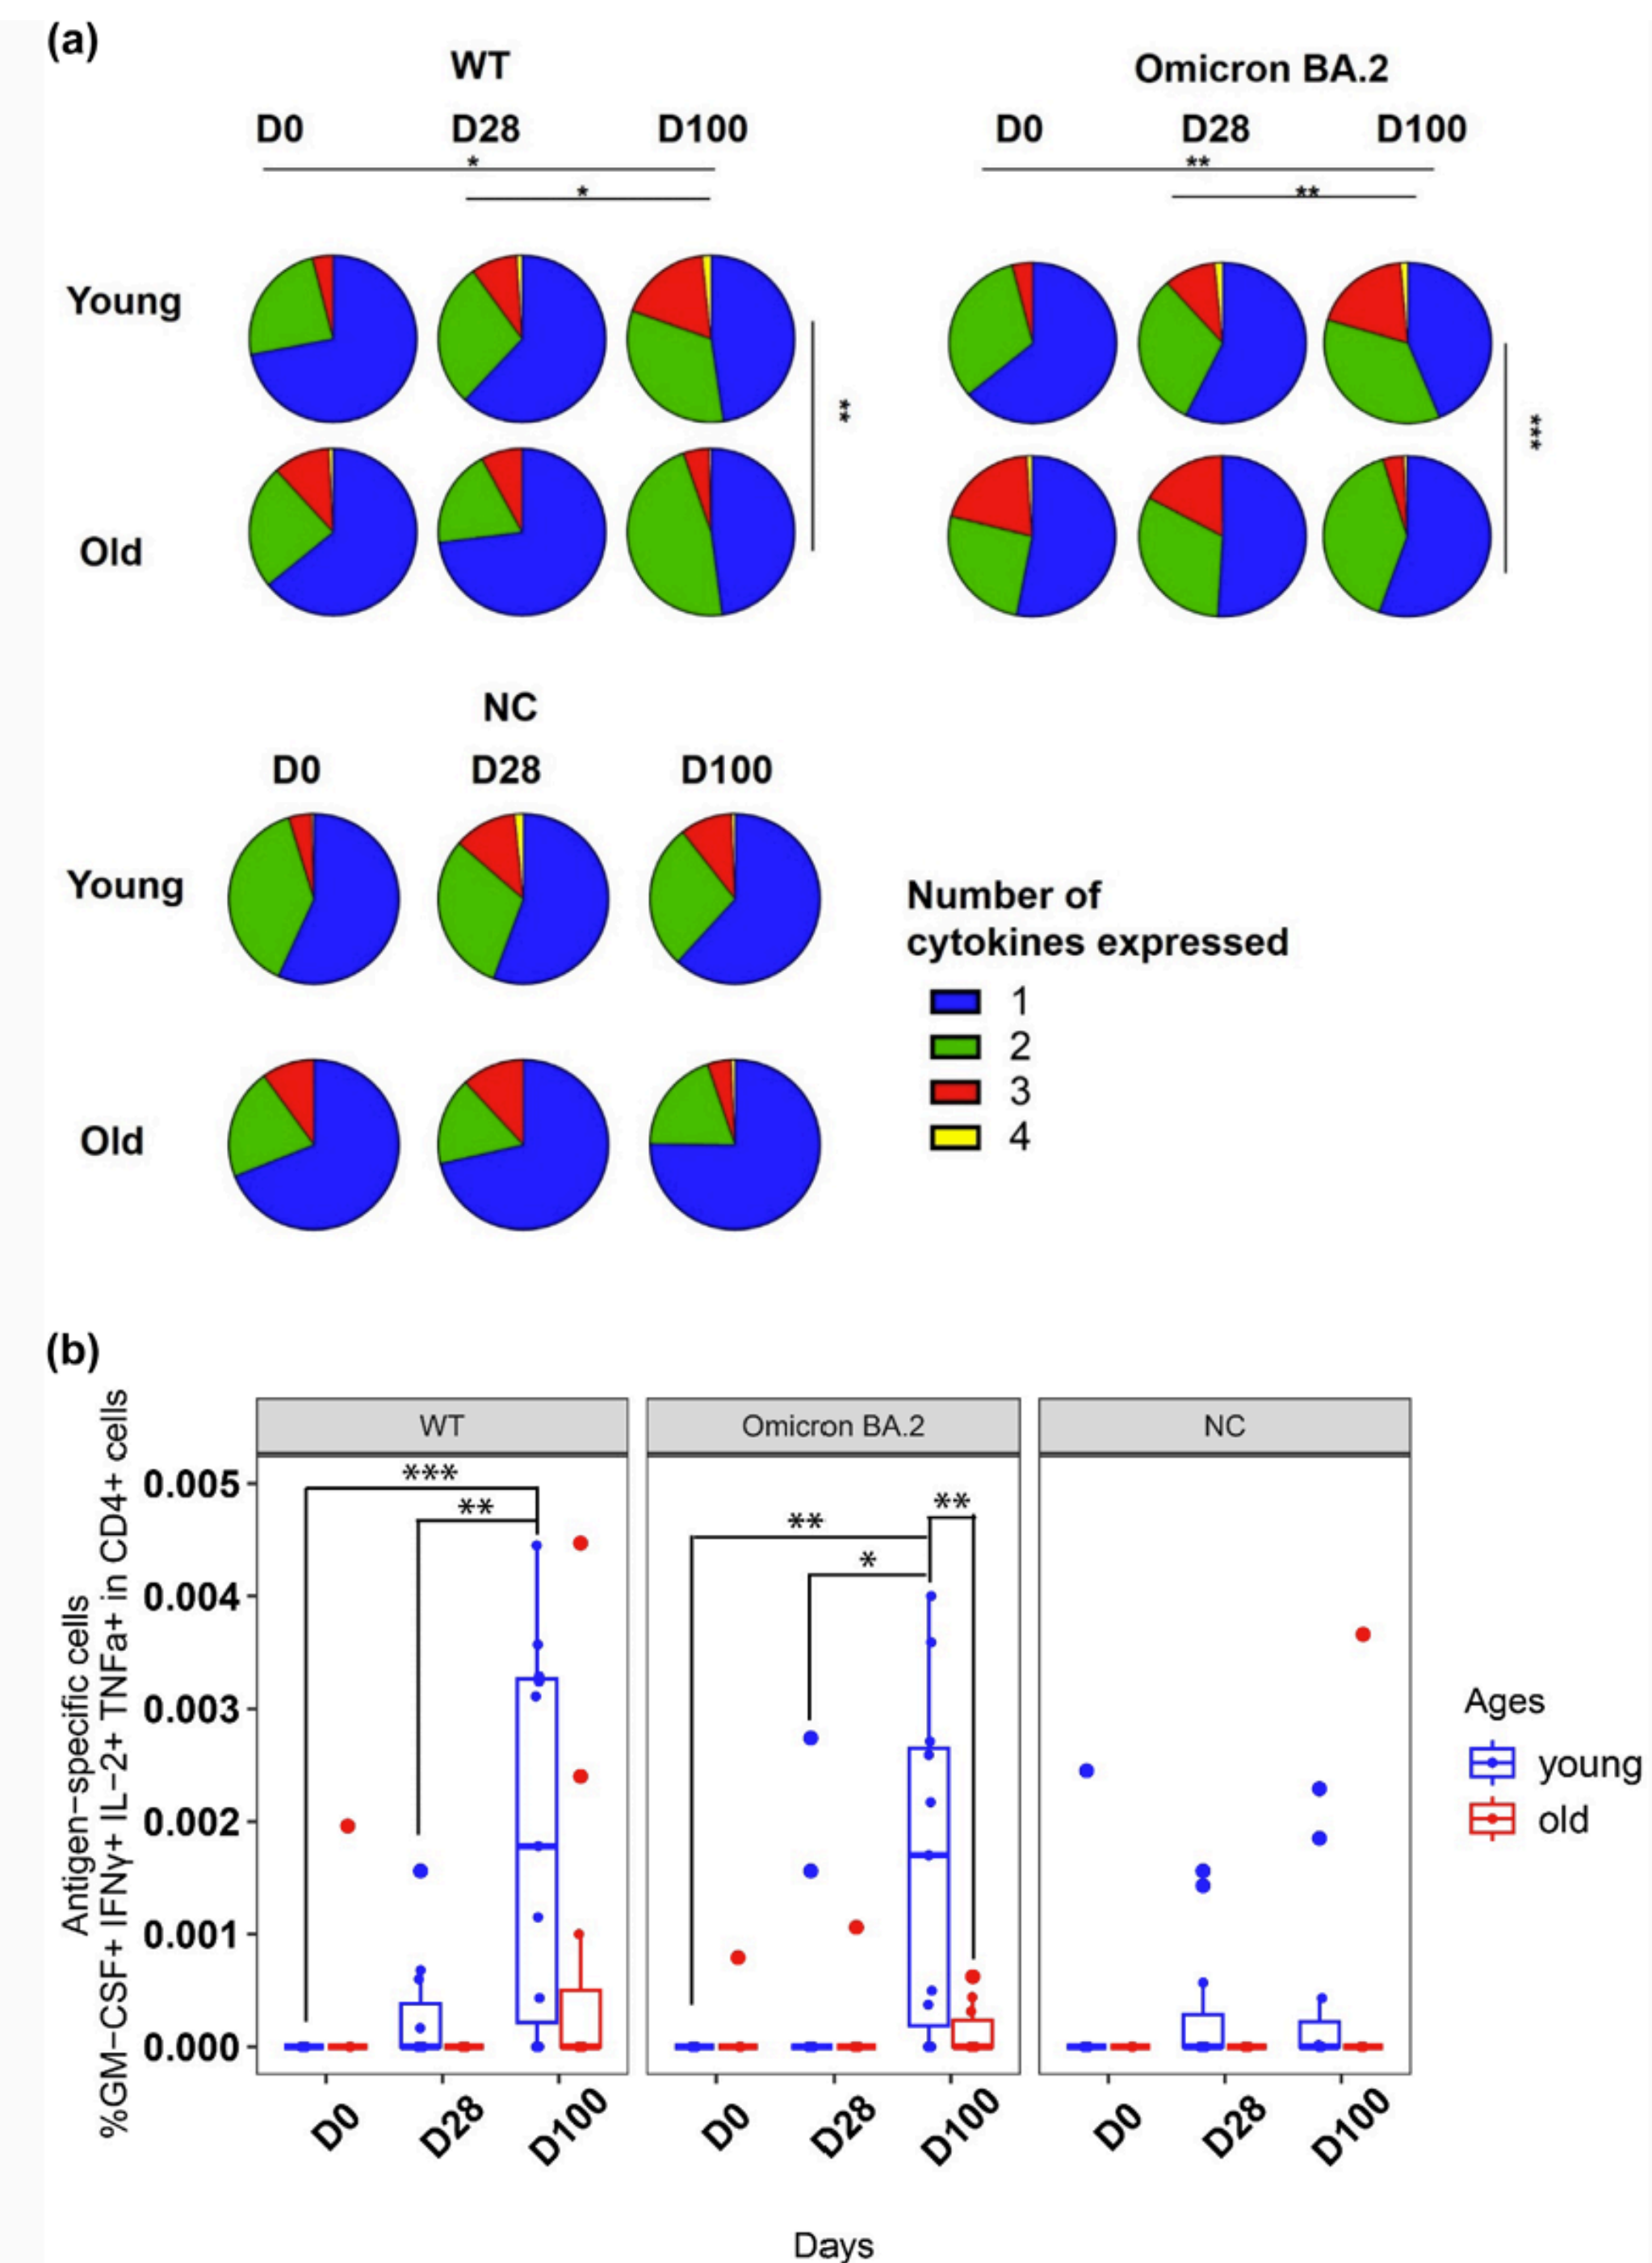 (a)
WT
D0 D28 D100
*
*
Omicron BA.2
D0 D28 D100
**
**
Young
**
***
Old
NC
D0 D28 D100
Young
Old
Number of
cytokines expressed
1
2
3
4
(b)
Antigen-specific cells
%GM-CSF+ IFNγ+ IL-2+ TNFa+ in CD4+ cells
WT
Omicron BA.2
NC
0.005
0.004
0.003
0.002
0.001
0.000
***
**
**
**
*
D0 D28 D100
D0 D28 D100
D0 D28 D100
Days
Ages
young
old